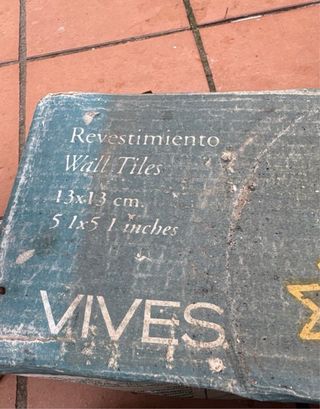 Revestimiento
Wall Tiles
13x13 cm.
5 1x5 1 inches
VIVES